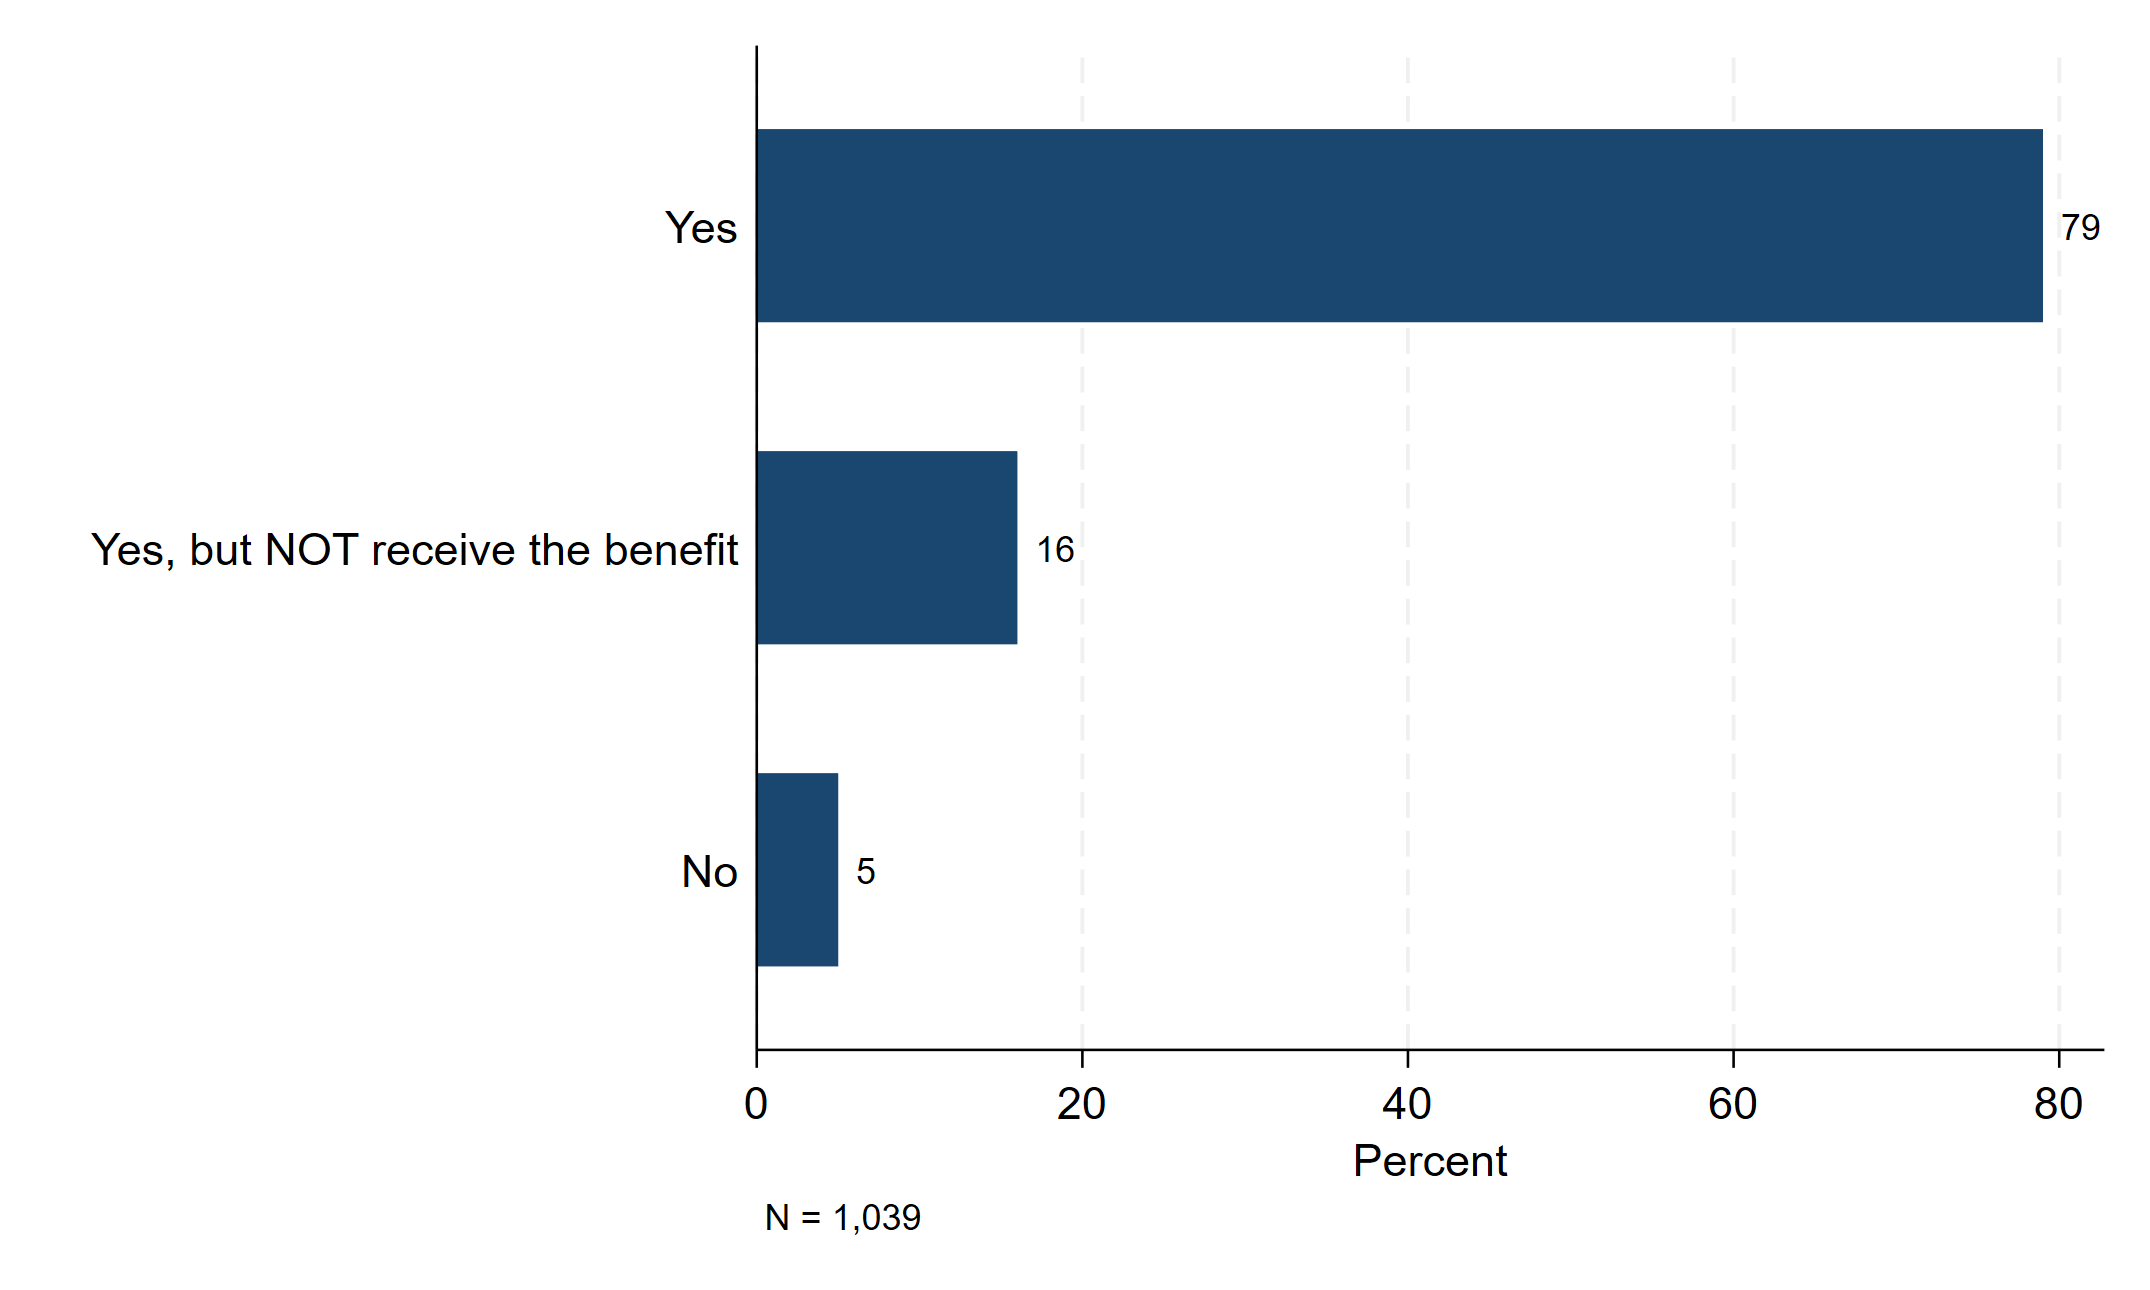 Yes
79
Yes, but NOT receive the benefit
16
No
5
0 20 40 60 80
Percent
N = 1,039